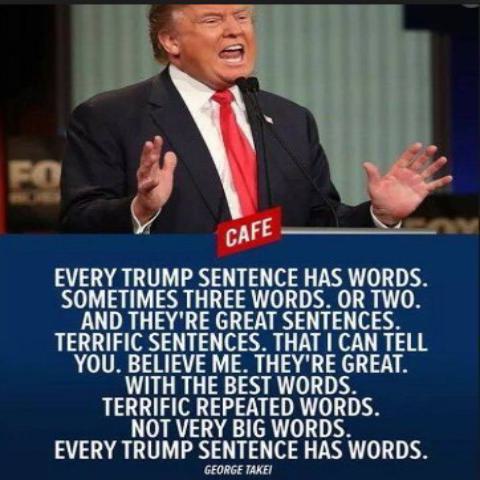 FO
CAFE
EVERY TRUMP SENTENCE HAS WORDS.
SOMETIMES THREE WORDS. OR TWO.
AND THEY'RE GREAT SENTENCES.
TERRIFIC SENTENCES. THAT I CAN TELL
YOU. BELIEVE ME. THEY'RE GREAT.
WITH THE BEST WORDS.
TERRIFIC REPEATED WORDS.
NOT VERY BIG WORDS.
EVERY TRUMP SENTENCE HAS WORDS.
GEORGE TAKEI